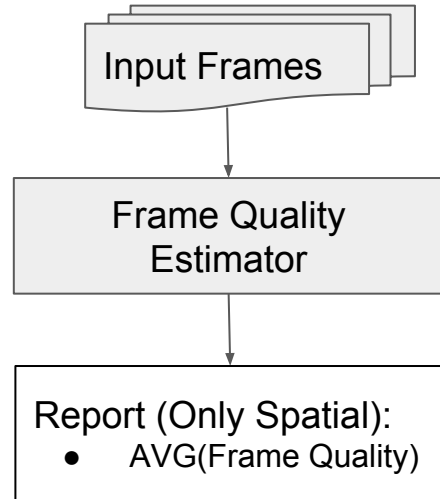 Input Frames
Frame Quality
Estimator
Report (Only Spatial):
● AVG(Frame Quality)